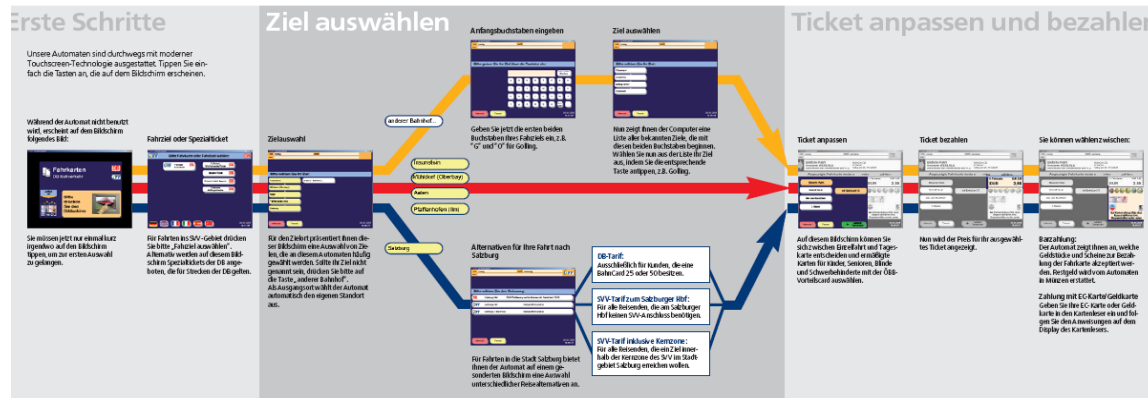 Erste Schritte
Unsere Automaten sind durchwegs mit moderner
Touchscreen-Technologie ausgestattet. Tippen Sie ein-
fach die Tasten an, die auf dem Bildschirm erscheinen.
Während der Automat nicht benutzt
wird, erscheint auf dem Bildschirm
folgendes Bild:
Fahrkarten
Sie müssen jetzt nur einmal kurz
irgendwo auf den Bildschirm
tippen, um zur ersten Auswahl
zu gelangen.
Fahrziel oder Spezialticket
Für Fahrten im SVV-Gebiet drücken
Sie bitte „Fahrziel auswählen“.
Alternativ werden auf diesem Bild-
schirm Spezialtickets der DB ange-
boten, die für Strecken der DB gelten.
Ziel auswählen
Zielauswahl
Für den Zielort präsentiert Ihnen die-
ser Bildschirm eine Auswahl von Zie-
len, die an diesem Automaten häufig
gewählt werden. Sollte Ihr Ziel nicht
genannt sein, drücken Sie bitte auf
die Taste „anderer Bahnhof“.
Als Ausgangsort wählt der Automat
automatisch den eigenen Standort
aus.
anderer Bahnhof...
Traunstein
Mühldorf (Oberbay)
Aalen
Pfaffenhofen (Ilm)
Salzburg
Anfangsbuchstaben eingeben
Geben Sie jetzt die ersten beiden
Buchstaben Ihres Fahrziels ein, z.B.
"G" und "O" für Golling.
Ziel auswählen
Nun zeigt Ihnen der Computer eine
Liste aller bekannten Ziele, die mit
diesen beiden Buchstaben beginnen.
Wählen Sie nun aus der Liste Ihr Ziel
aus, indem Sie die entsprechende
Taste antippen, z.B. Golling.
Alternativen für Ihre Fahrt nach
Salzburg
Für Fahrten in die Stadt Salzburg bietet
Ihnen der Automat auf einem ge-
sonderten Bildschirm eine Auswahl
unterschiedlicher Reisealternativen an.
DB-Tarif:
Ausschließlich für Kunden, die eine
BahnCard 25 oder 50 besitzen.
SVV-Tarif zum Salzburger Hbf:
Für alle Reisenden, die am Salzburger
Hbf keinen SVV-Anschluss benötigen.
SVV-Tarif inklusive Kernzone:
Für alle Reisenden, die ein Ziel inner-
halb der Kernzone des SVV im Stadt-
gebiet Salzburg erreichen wollen.
Ticket anpassen und bezahlen
Ticket anpassen
Auf diesem Bildschirm können Sie
sich zwischen Einzelfahrt und Tages-
karte entscheiden und ermäßigte
Karten für Kinder, Senioren, Blinde
und Schwerbehinderte mit der ÖBB-
Vorteilscard auswählen.
Ticket bezahlen
Nun wird der Preis für Ihr ausgewähl-
tes Ticket angezeigt.
Sie können wählen zwischen:
Barzahlung:
Der Automat zeigt Ihnen an, welche
Geldstücke und Scheine zur Bezah-
lung der Fahrkarte akzeptiert wer-
den. Restgeld wird vom Automaten
in Münzen erstattet.
Zahlung mit EC-Karte/Geldkarte
Geben Sie Ihre EC-Karte oder Geld-
karte in den Kartenleser ein und fol-
gen Sie den Anweisungen auf dem
Display des Kartenlesers.